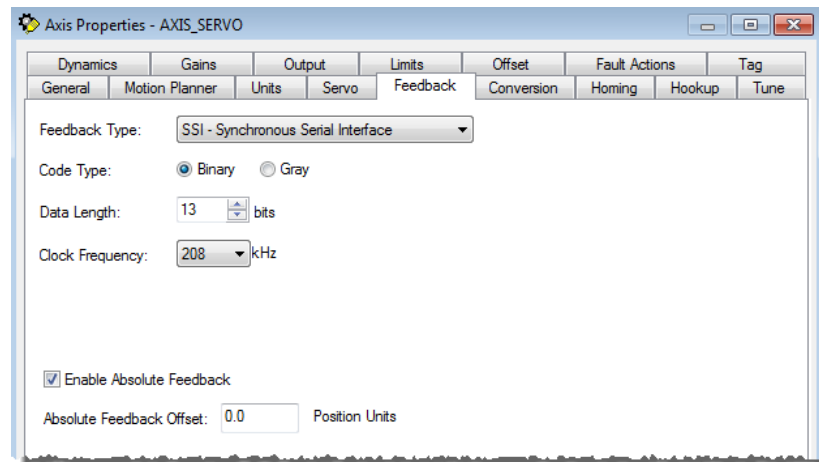 Axis Properties - AXIS_SERVO
Dynamics Gains Output Limits Offset Fault Actions Tag
General Motion Planner Units Servo Feedback Conversion Homing Hookup Tune
Feedback Type: SSI - Synchronous Serial Interface
Code Type: Binary Gray
Data Length: 13 bits
Clock Frequency: 208 kHz
Enable Absolute Feedback
Absolute Feedback Offset: 0.0 Position Units